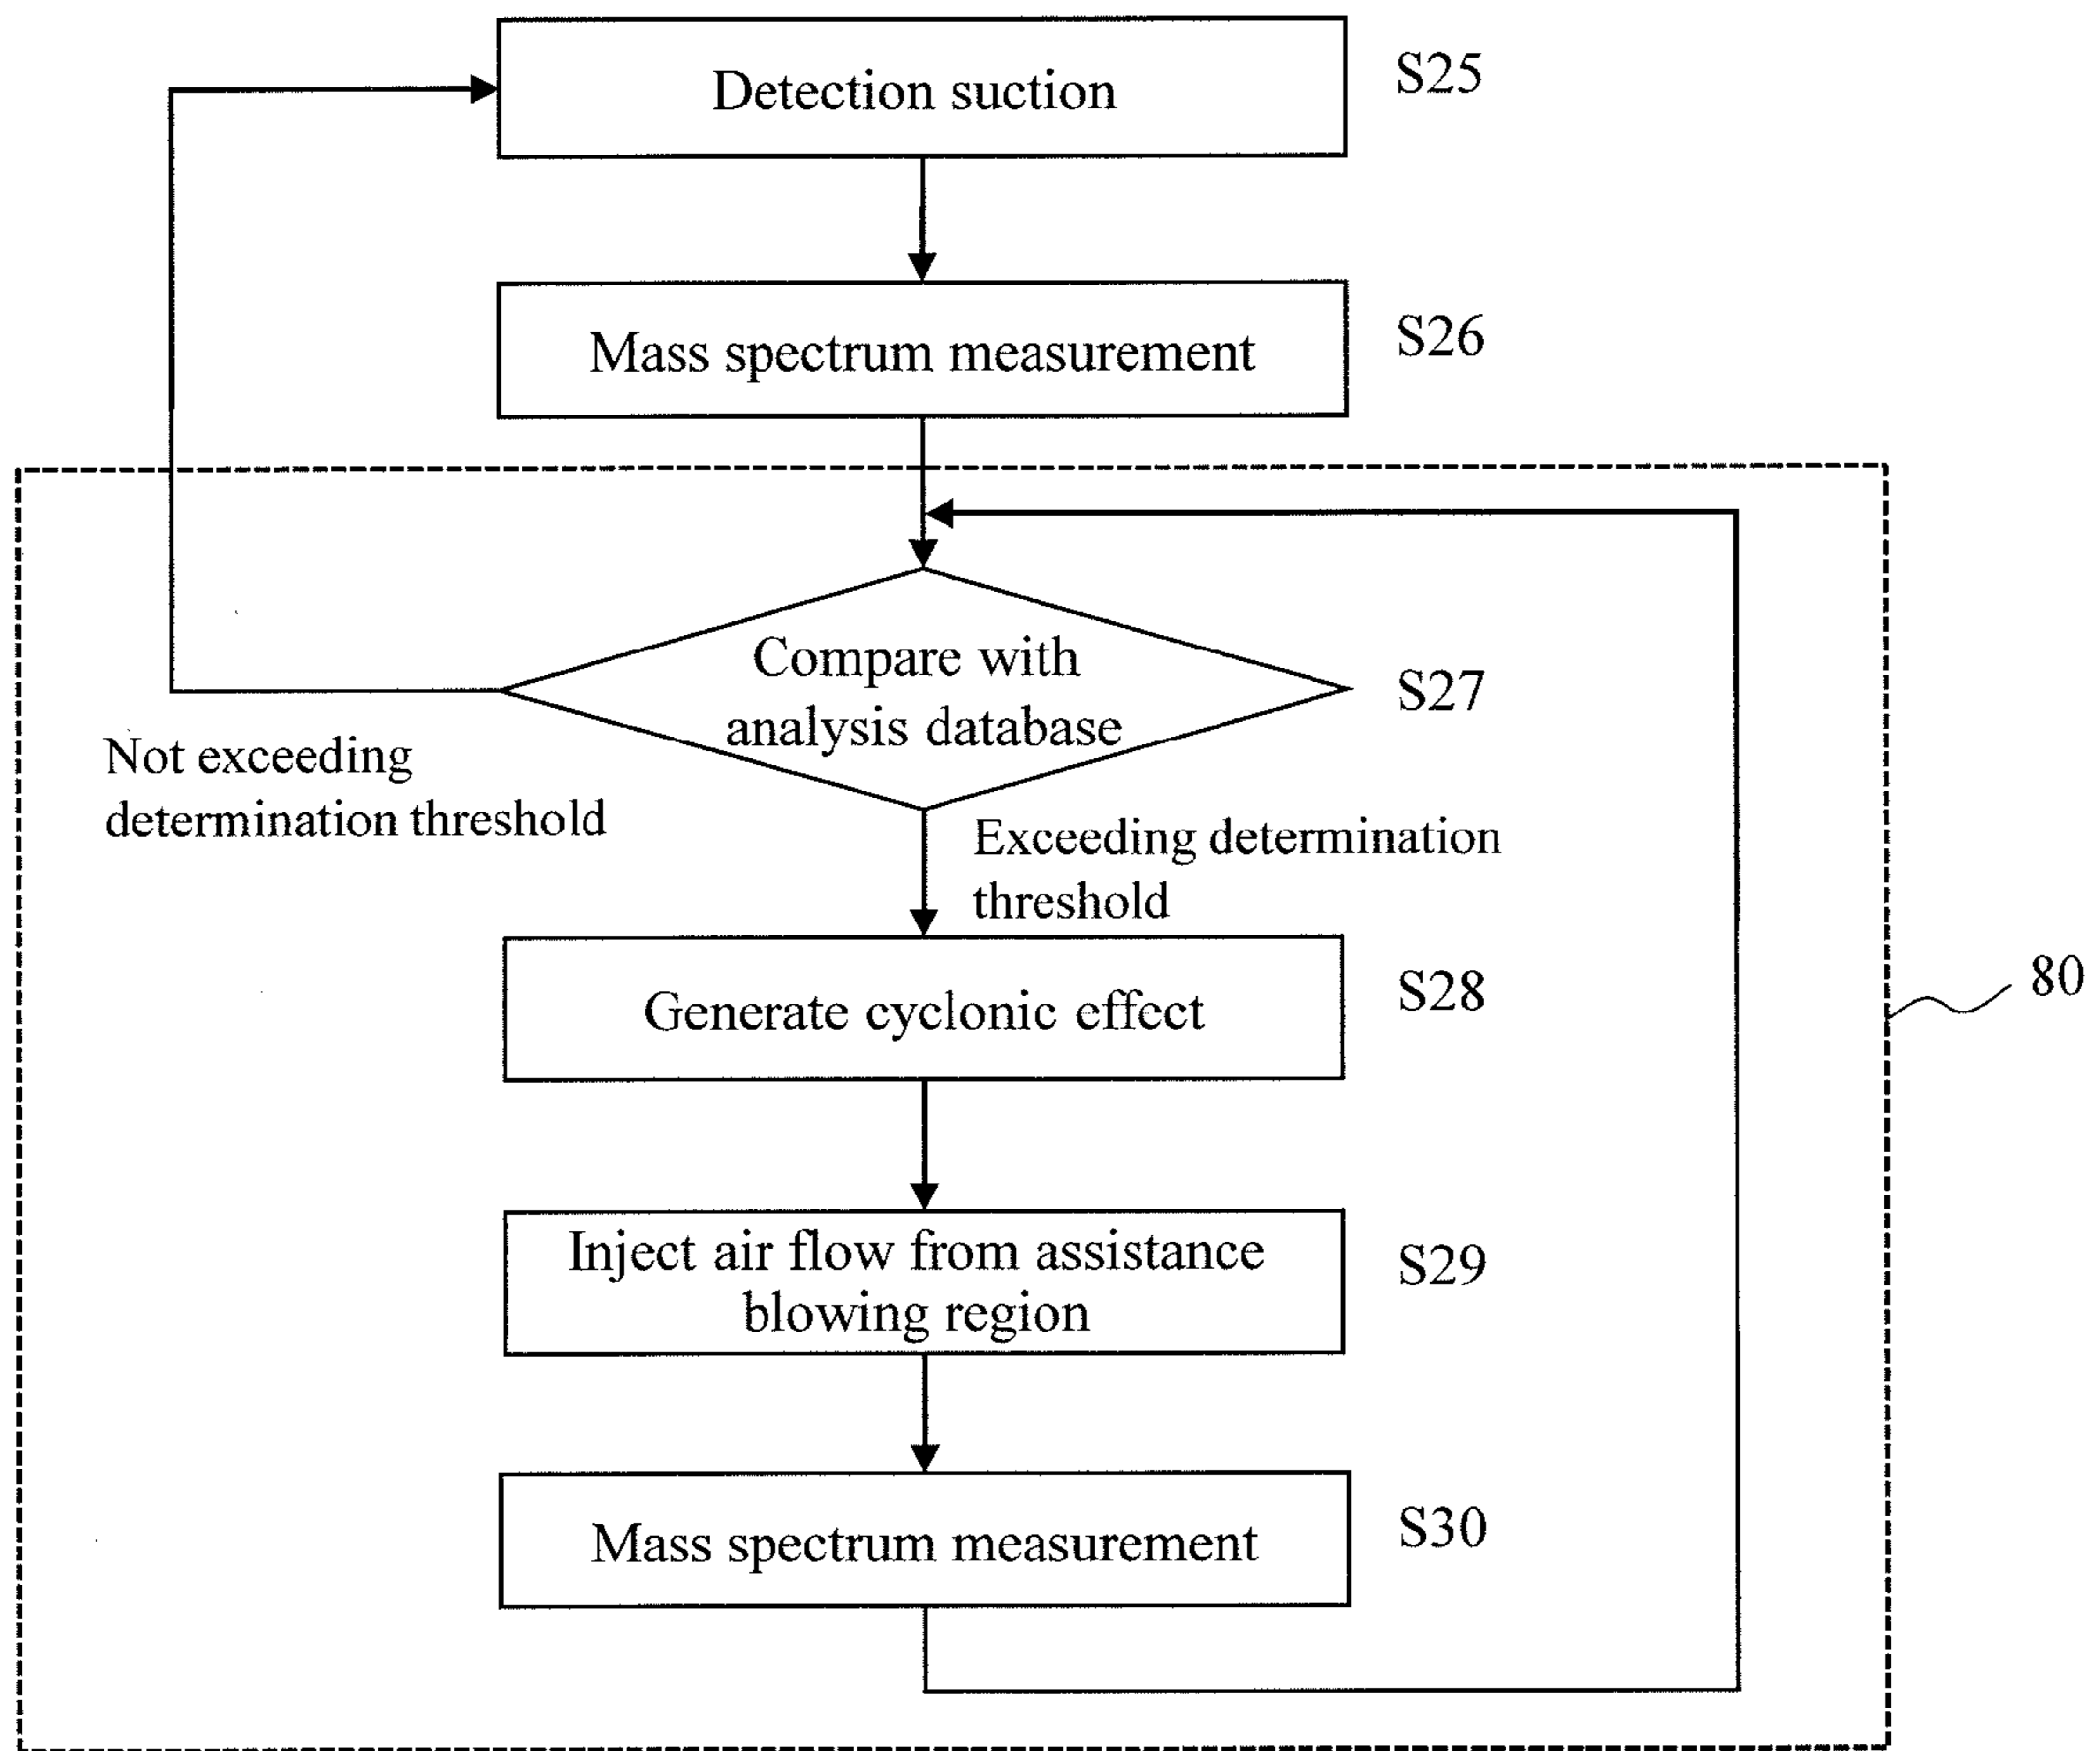 Detection suction
S25
Mass spectrum measurement
S26
Compare with
analysis database
S27
Not exceeding
determination threshold
Exceeding determination
threshold
Generate cyclonic effect
S28
80
Inject air flow from assistance
blowing region
S29
Mass spectrum measurement
S30